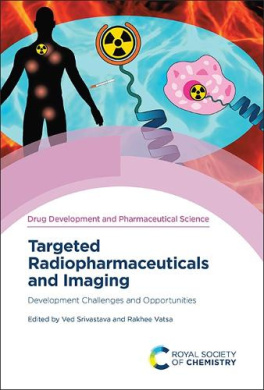 Drug Development and Pharmaceutical Science
Targeted
Radiopharmaceuticals
and Imaging
Development Challenges and Opportunities
Edited by Ved Srivastava and Rakhee Vatsa
ROYAL SOCIETY
OF CHEMISTRY